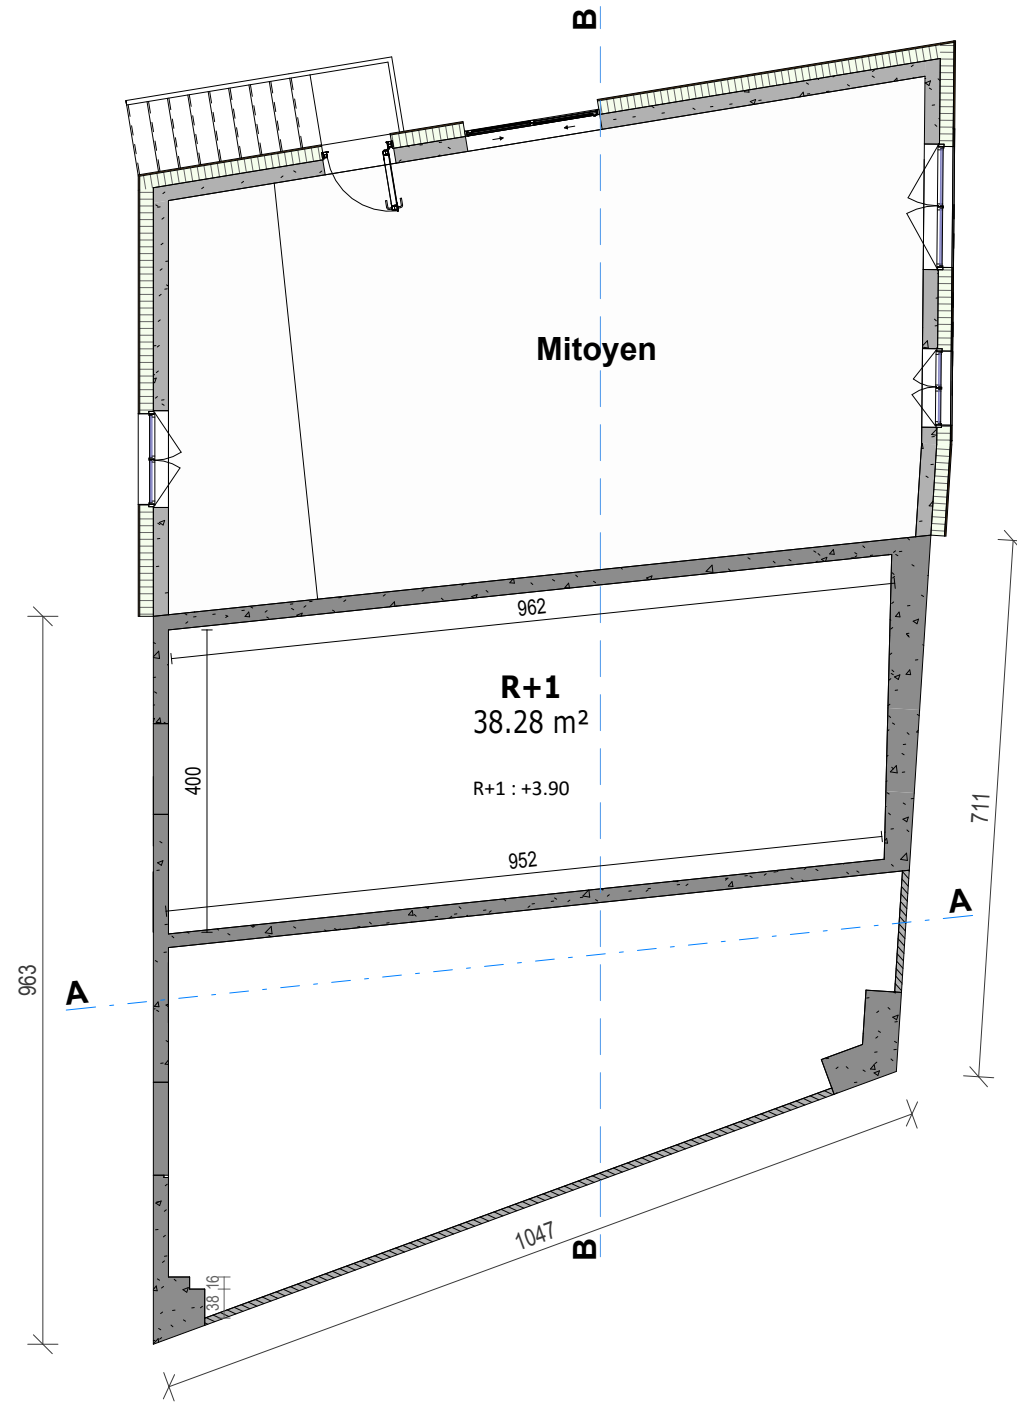 B
Mitoyen
962
R+1
38.28 m²
400
R+1 : +3.90
711
952
A
963
A
1047
B
16
38